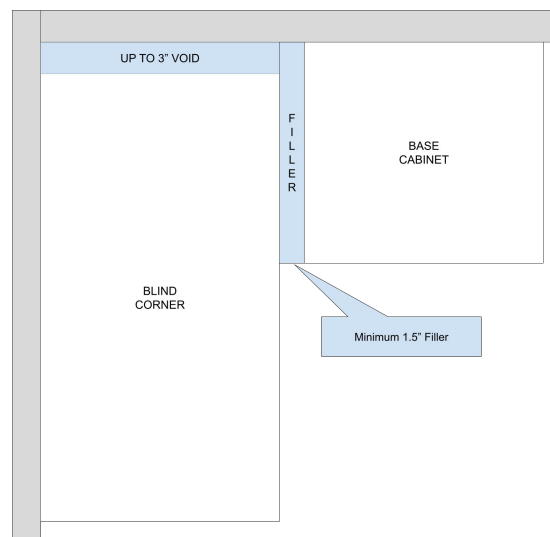 UP TO 3” VOID
F
I
L
L
E
R
BASE
CABINET
BLIND
CORNER
Minimum 1.5” Filler